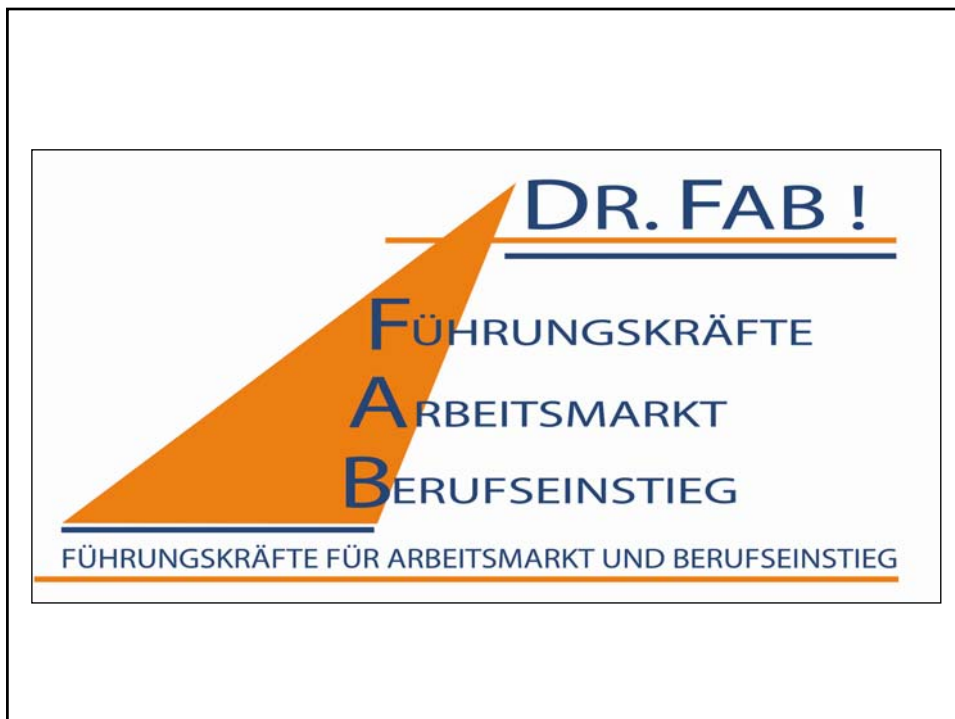 DR. FAB !
FÜHRUNGSKRÄFTE
ARBEITSMARKT
BERUFSEINSTIEG
FÜHRUNGSKRÄFTE FÜR ARBEITSMARKT UND BERUFSEINSTIEG